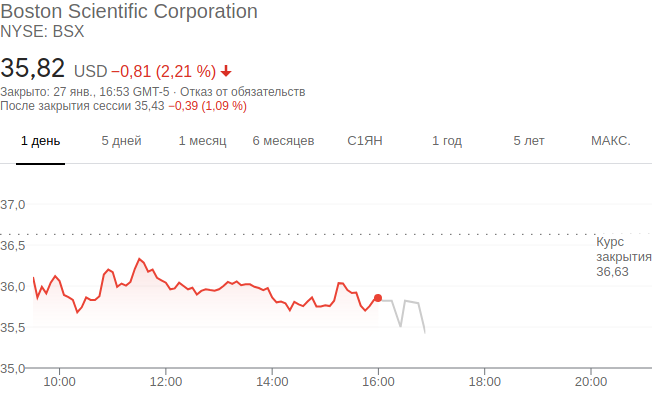 Boston Scientific Corporation
NYSE: BSX
35,82 USD −0,81 (2,21 %)
Закрыто: 27 янв., 16:53 GMT-5 · Отказ от обязательств
После закрытия сессии 35,43 −0,39 (1,09 %)
1 день 5 дней 1 месяц 6 месяцев С1ЯН 1 год 5 лет МАКС.
37,0
36,5
Курс
закрытия
36,63
36,0
35,5
35,0
10:00 12:00 14:00 16:00 18:00 20:00